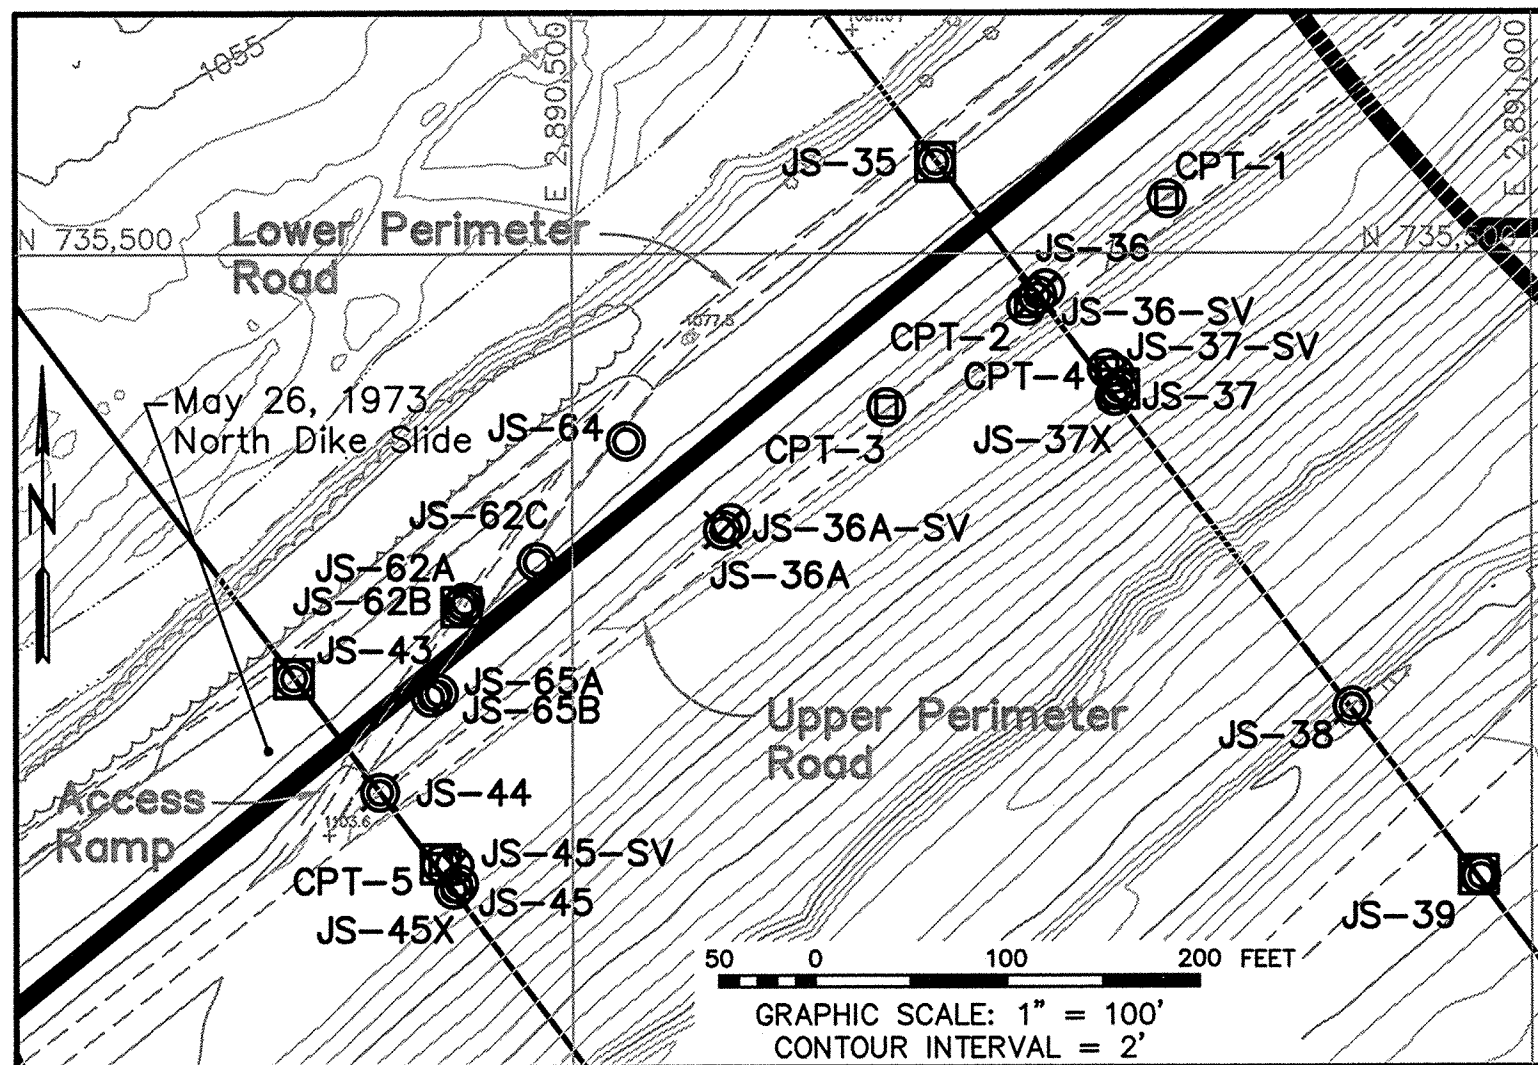 1055
E 2,890,500
E 2,891,000
JS-35
CPT-1
N 735,500
N 735,500
Lower Perimeter
Road
JS-36
JS-36-SV
1077.5
CPT-2
JS-37-SV
CPT-4
JS-37
JS-37X
May 26, 1973
North Dike Slide
JS-64
CPT-3
N
JS-62C
JS-36A-SV
JS-36A
JS-62A
JS-62B
JS-43
JS-65A
JS-65B
Upper Perimeter
Road
JS-38
Access
Ramp
JS-44
1103.6
JS-45-SV
CPT-5
JS-45
JS-45X
JS-39
50 0 100 200 FEET
GRAPHIC SCALE: 1" = 100'
CONTOUR INTERVAL = 2'